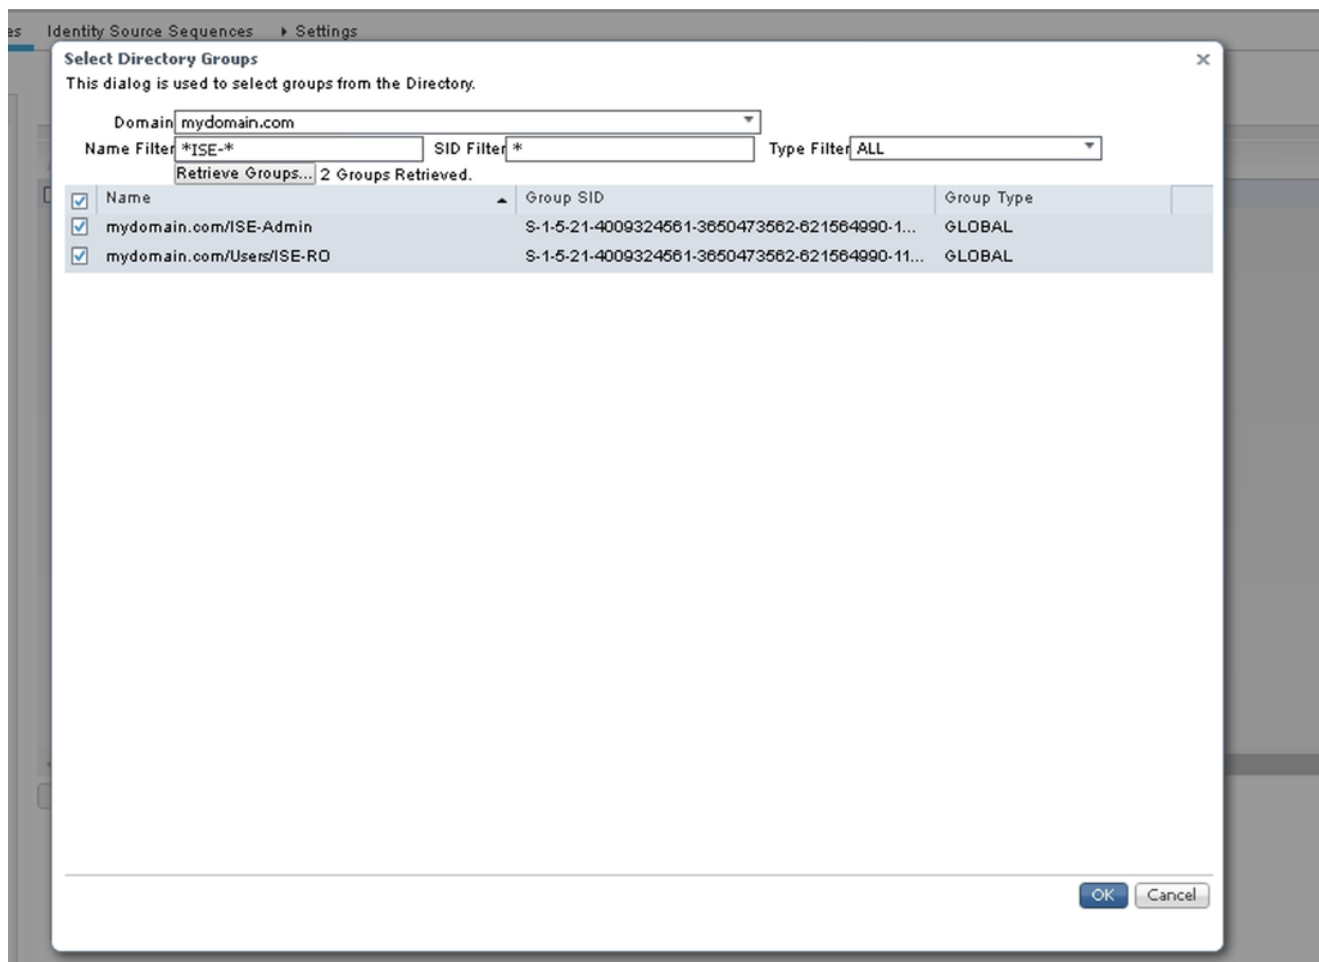 es Identity Source Sequences Settings
Select Directory Groups
This dialog is used to select groups from the Directory.
Domain mydomain.com
Name Filter *ISE-* SID Filter * Type Filter ALL
Retrieve Groups... 2 Groups Retrieved.
Name Group SID Group Type
mydomain.com/ISE-Admin S-1-5-21-4009324561-3650473562-621564990-1... GLOBAL
mydomain.com/Users/ISE-RO S-1-5-21-4009324561-3650473562-621564990-11... GLOBAL
OK Cancel